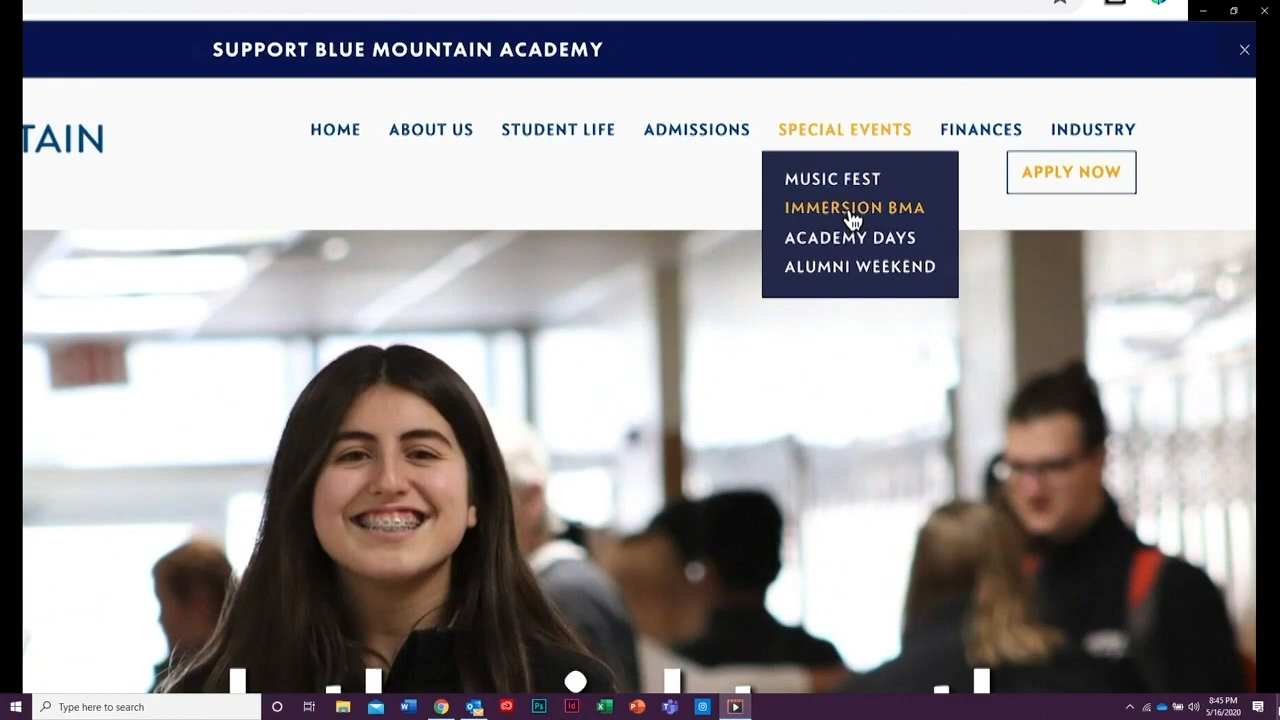 SUPPORT BLUE MOUNTAIN ACADEMY
TAIN
HOME ABOUT US STUDENT LIFE ADMISSIONS SPECIAL EVENTS FINANCES INDUSTRY
APPLY NOW
MUSIC FEST
IMMERSION BMA
ACADEMY DAYS
ALUMNI WEEKEND
Type here to search
8:45 PM
5/16/2020